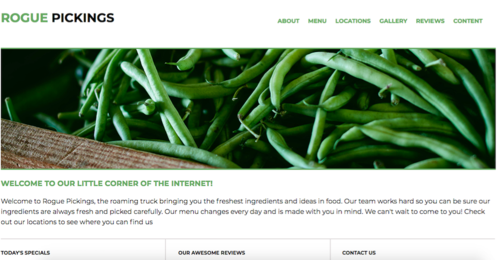 ROGUE PICKINGS
ABOUT MENU LOCATIONS GALLERY REVIEWS CONTENT
WELCOME TO OUR LITTLE CORNER OF THE INTERNET!
Welcome to Rogue Pickings, the roaming truck bringing you the freshest ingredients and ideas in food. Our team works hard so you can be sure our
ingredients are always fresh and picked carefully. Our menu changes every day and is made with you in mind. We can't wait to come to you! Check
out our locations to see where you can find us
TODAY'S SPECIALS OUR AWESOME REVIEWS CONTACT US